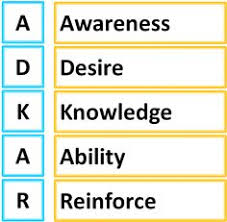 A Awareness
D Desire
K Knowledge
A Ability
R Reinforce